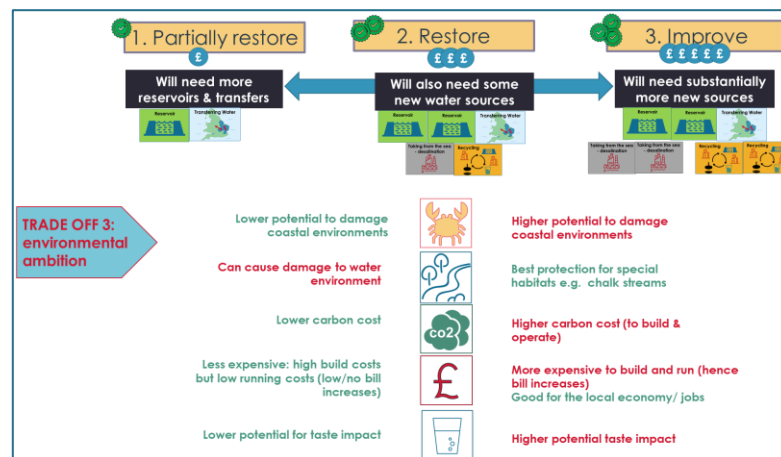 1. Partially restore
£
2. Restore
£ £ £
3. Improve
£ £ £ £ £
Will need more
reservoirs & transfers
Will also need some
new water sources
Will need substantially
more new sources
Reservoir
Transferring Water
Reservoir
Reservoir
Transferring Water
Taking from the sea
- desalination
Recycling
Reservoir
Reservoir
Transferring Water
Taking from the sea
- desalination
Taking from the sea
- desalination
Recycling
Recycling
TRADE OFF 3:
environmental
ambition
Lower potential to damage
coastal environments
Higher potential to damage
coastal environments
Can cause damage to water
environment
Best protection for special
habitats e.g. chalk streams
Lower carbon cost
co2
Higher carbon cost (to build &
operate)
Less expensive: high build costs
but low running costs (low/no bill
increases)
£
More expensive to build and run (hence
bill increases)
Good for the local economy/ jobs
Lower potential for taste impact
Higher potential taste impact